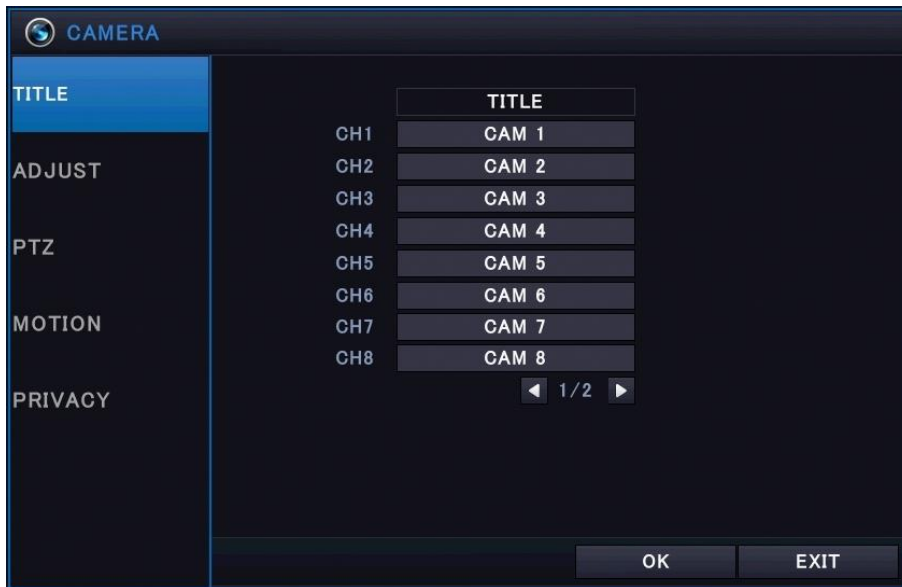 CAMERA
TITLE
ADJUST
PTZ
MOTION
PRIVACY
TITLE
CH1 CAM 1
CH2 CAM 2
CH3 CAM 3
CH4 CAM 4
CH5 CAM 5
CH6 CAM 6
CH7 CAM 7
CH8 CAM 8
1/2
OK EXIT